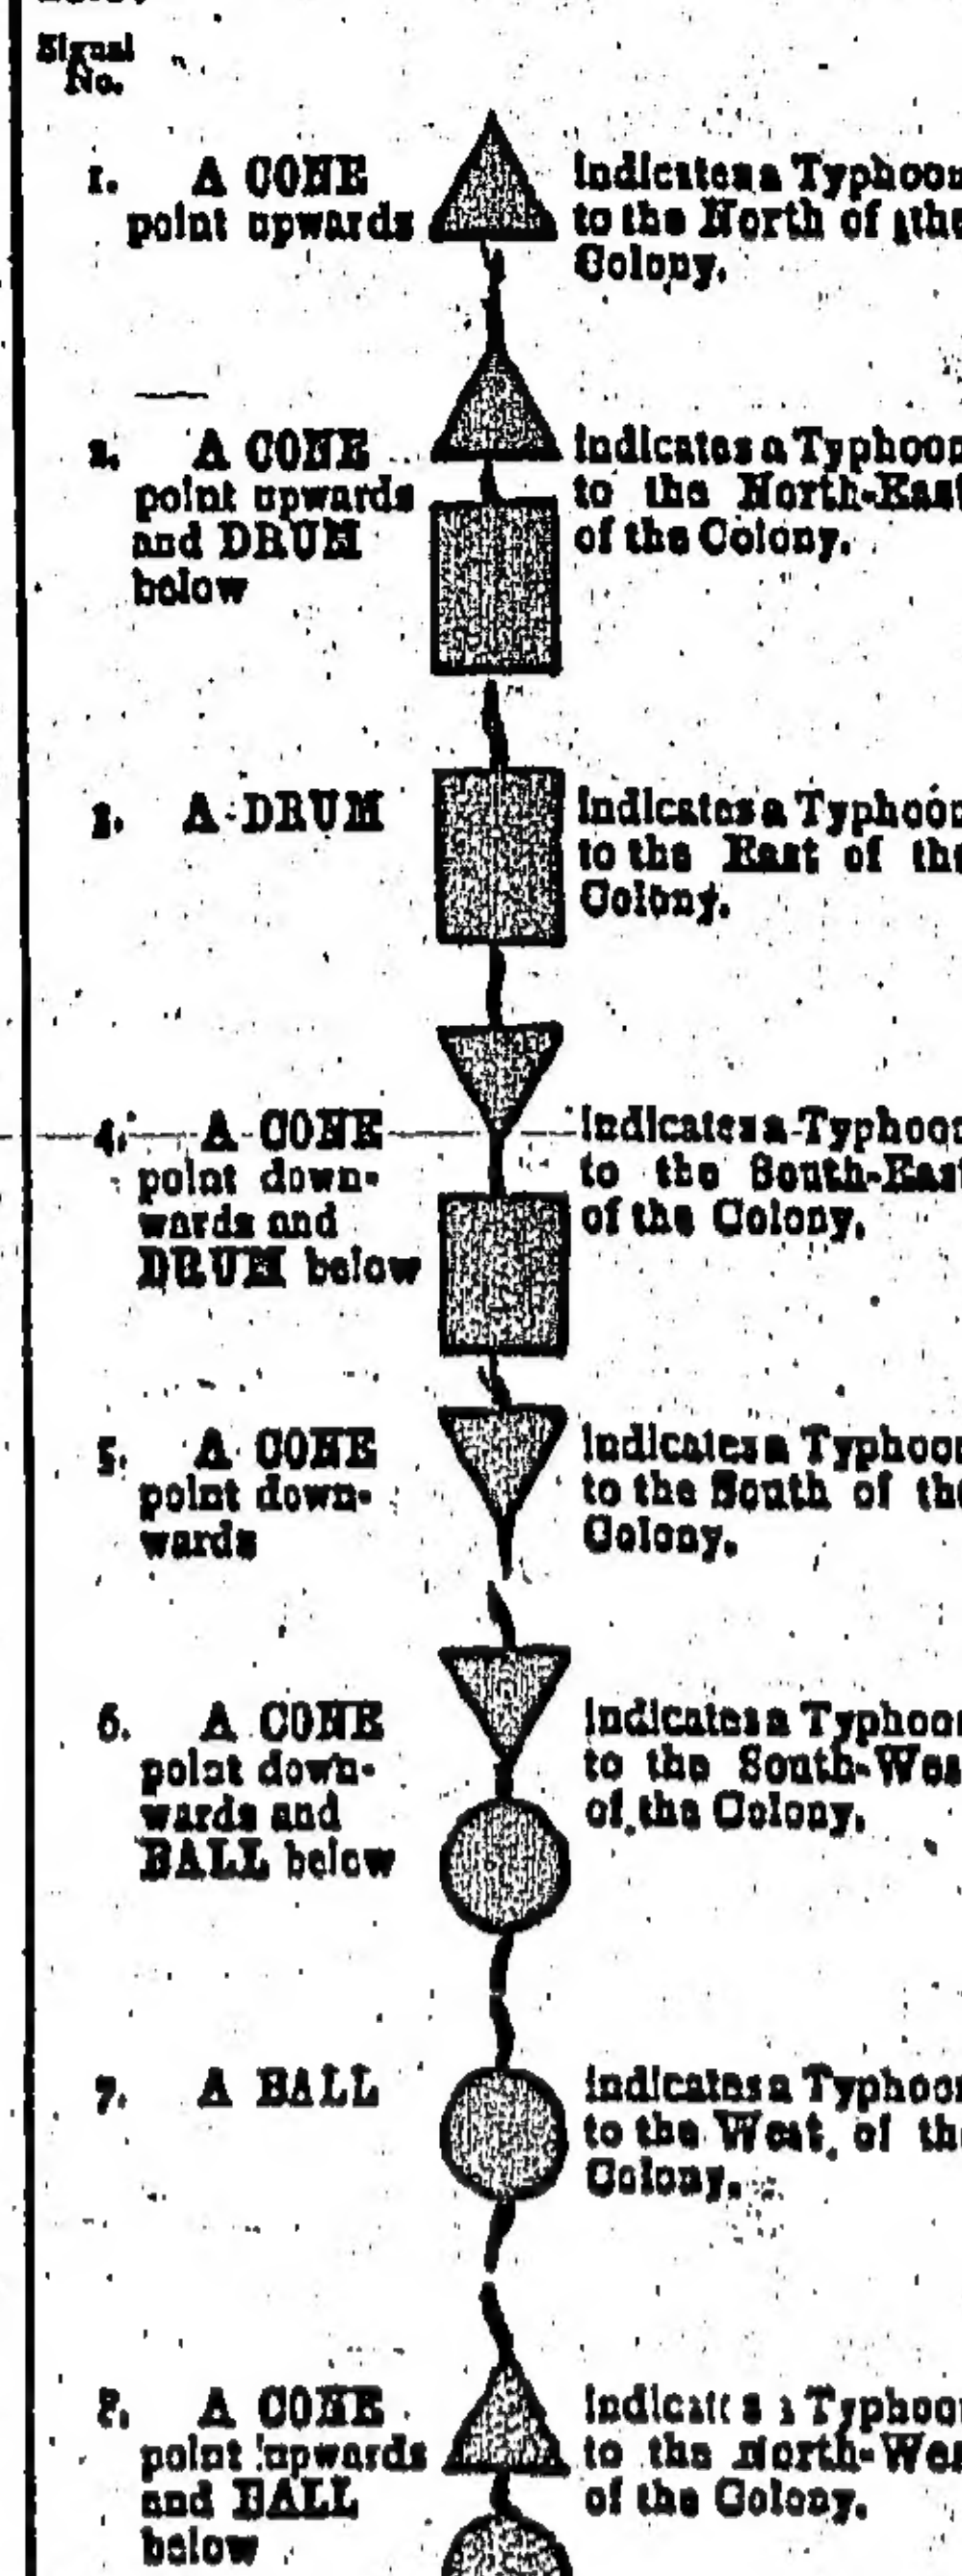 Signal
No.
1. A CONE
point upwards
indicates a Typhoon
to the North of the
Colony.
2. A CONE
point upwards
and DRUM
below
indicates a Typhoon
to the North-East
of the Colony.
3. A DRUM
indicates a Typhoon
to the East of the
Colony.
4. A CONE
point down-
wards and
DRUM below
indicates a Typhoon
to the South-East
of the Colony.
5. A CONE
point down-
wards
indicates a Typhoon
to the South of the
Colony.
6. A CONE
point down-
wards and
BALL below
indicates a Typhoon
to the South-Wes
of the Colony.
7. A BALL
indicates a Typhoon
to the West of the
Colony.
8. A CONE
point upwards
and BALL
below
indicates a Typhoon
to the North-Wes
of the Colony.